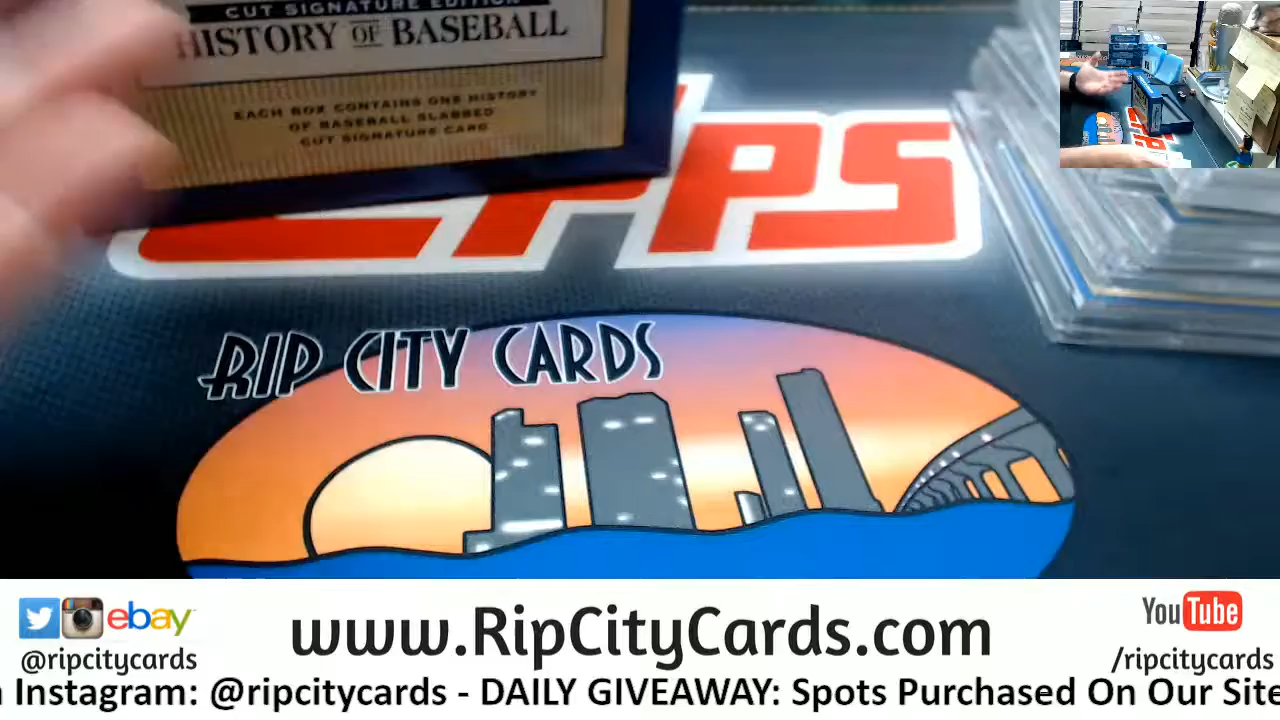 CUT SIGNATURE EDITION
HISTORY OF BASEBALL
EACH BOX CONTAINS ONE HISTORY
OF BASEBALL SLABBED
CUT SIGNATURE CARD
RIP CITY CARDS
ebay
@ripcitycards
www.RipCityCards.com
YouTube
/ripcitycards
Instagram: @ripcitycards - DAILY GIVEAWAY: Spots Purchased On Our Site